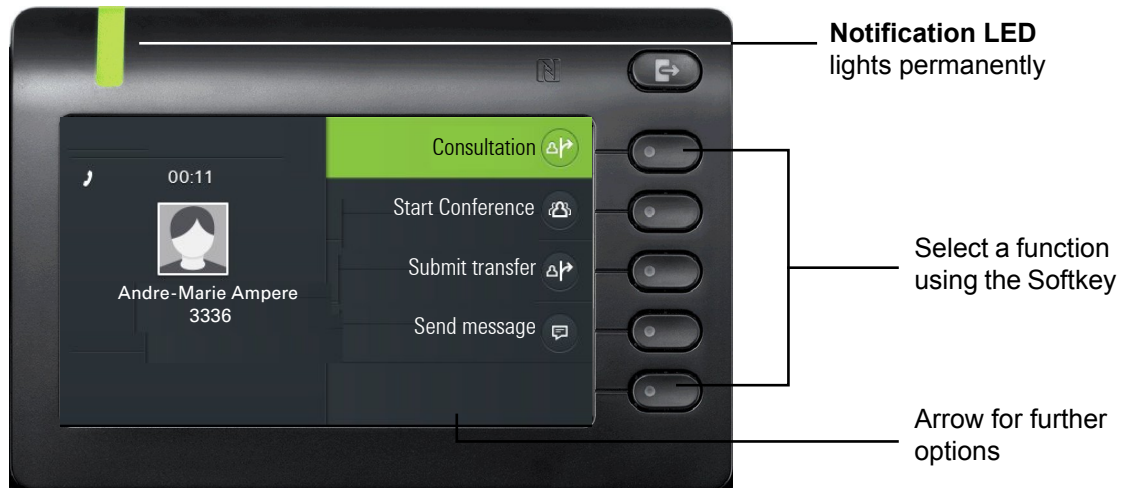 Notification LED
lights permanently
Consultation
00:11
Start Conference
Submit transfer
Andre-Marie Ampere
3336
Send message
Select a function
using the Softkey
Arrow for further
options